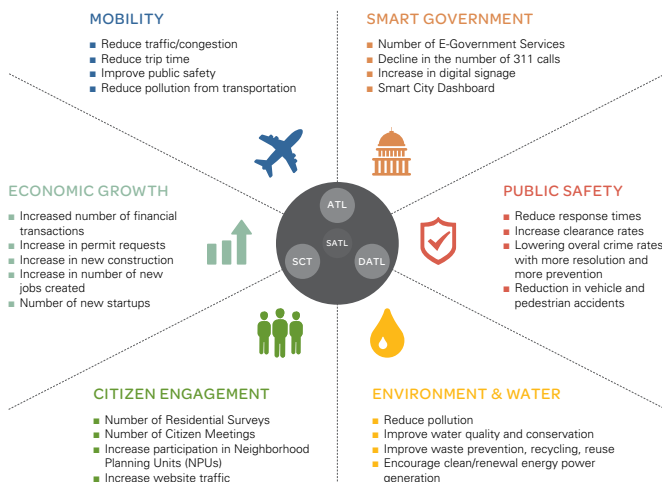 MOBILITY
■ Reduce traffic/congestion
■ Reduce trip time
■ Improve public safety
■ Reduce pollution from transportation
SMART GOVERNMENT
■ Number of E-Government Services
■ Decline in the number of 311 calls
■ Increase in digital signage
■ Smart City Dashboard
ECONOMIC GROWTH
■ Increased number of financial
transactions
■ Increase in permit requests
■ Increase in new construction
■ Increase in number of new
jobs created
■ Number of new startups
ATL
SATL
SCT
DATL
PUBLIC SAFETY
■ Reduce response times
■ Increase clearance rates
■ Lowering overal crime rates
with more resolution and
more prevention
■ Reduction in vehicle and
pedestrian accidents
CITIZEN ENGAGEMENT
■ Number of Residential Surveys
■ Number of Citizen Meetings
■ Increase participation in Neighborhood
Planning Units (NPUs)
■ Increase website traffic
ENVIRONMENT & WATER
■ Reduce pollution
■ Improve water quality and conservation
■ Improve waste prevention, recycling, reuse
■ Encourage clean/renewal energy power
generation